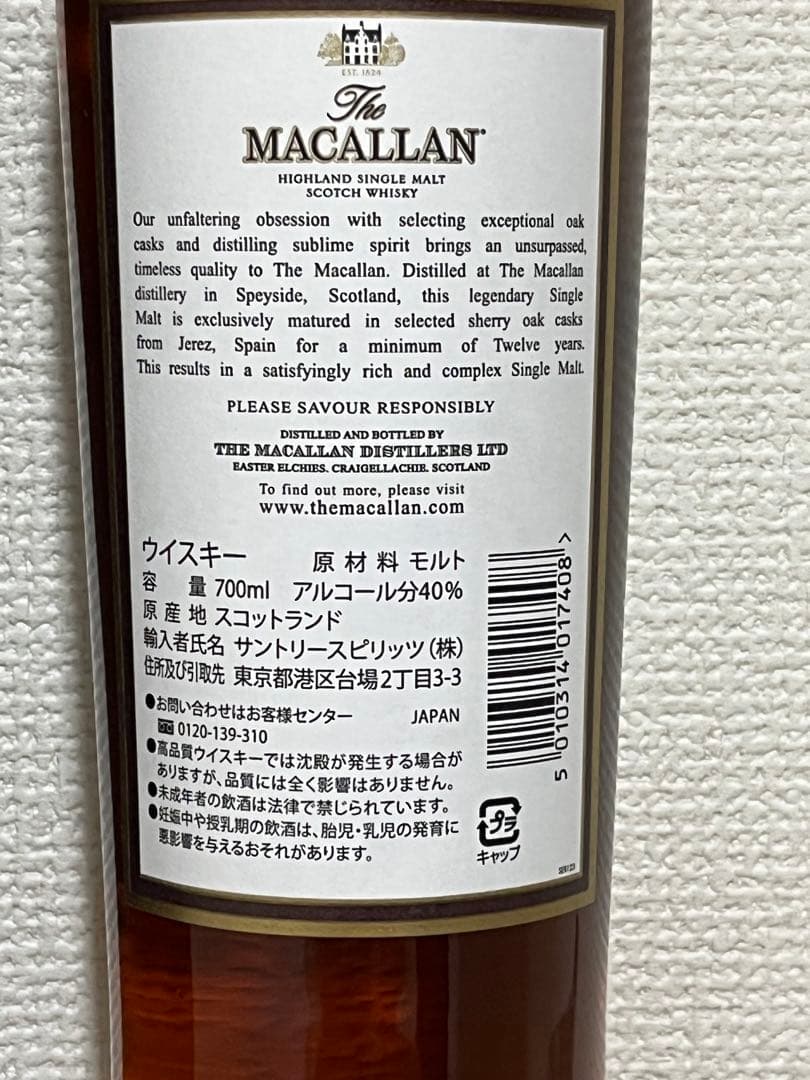 EST. 1824
The
MACALLAN
HIGHLAND SINGLE MALT
SCOTCH WHISKY
Our unfaltering obsession with selecting exceptional oak
casks and distilling sublime spirit brings an unsurpassed,
timeless quality to The Macallan. Distilled at The Macallan
distillery in Speyside, Scotland, this legendary Single
Malt is exclusively matured in selected sherry oak casks
from Jerez, Spain for a minimum of Twelve years.
This results in a satisfyingly rich and complex Single Malt.
PLEASE SAVOUR RESPONSIBLY
DISTILLED AND BOTTLED BY
THE MACALLAN DISTILLERS LTD
EASTER ELCHIES, CRAIGELLACHIE, SCOTLAND
To find out more, please visit
www.themacallan.com
ウイスキー 原材料 モルト
容量 700ml アルコール分40%
原産地 スコットランド
輸入者氏名 サントリースピリッツ(株)
住所及び引取先 東京都港区台場2丁目3-3
●お問い合わせはお客様センター JAPAN
0120-139-310
●高品質ウイスキーでは沈殿が発生する場合が
ありますが、品質には全く影響はありません。
●未成年者の飲酒は法律で禁じられています。
●妊娠中や授乳期の飲酒は、胎児・乳児の発育に
悪影響を与えるおそれがあります。
5 010314 017408 >
プラ
キャップ